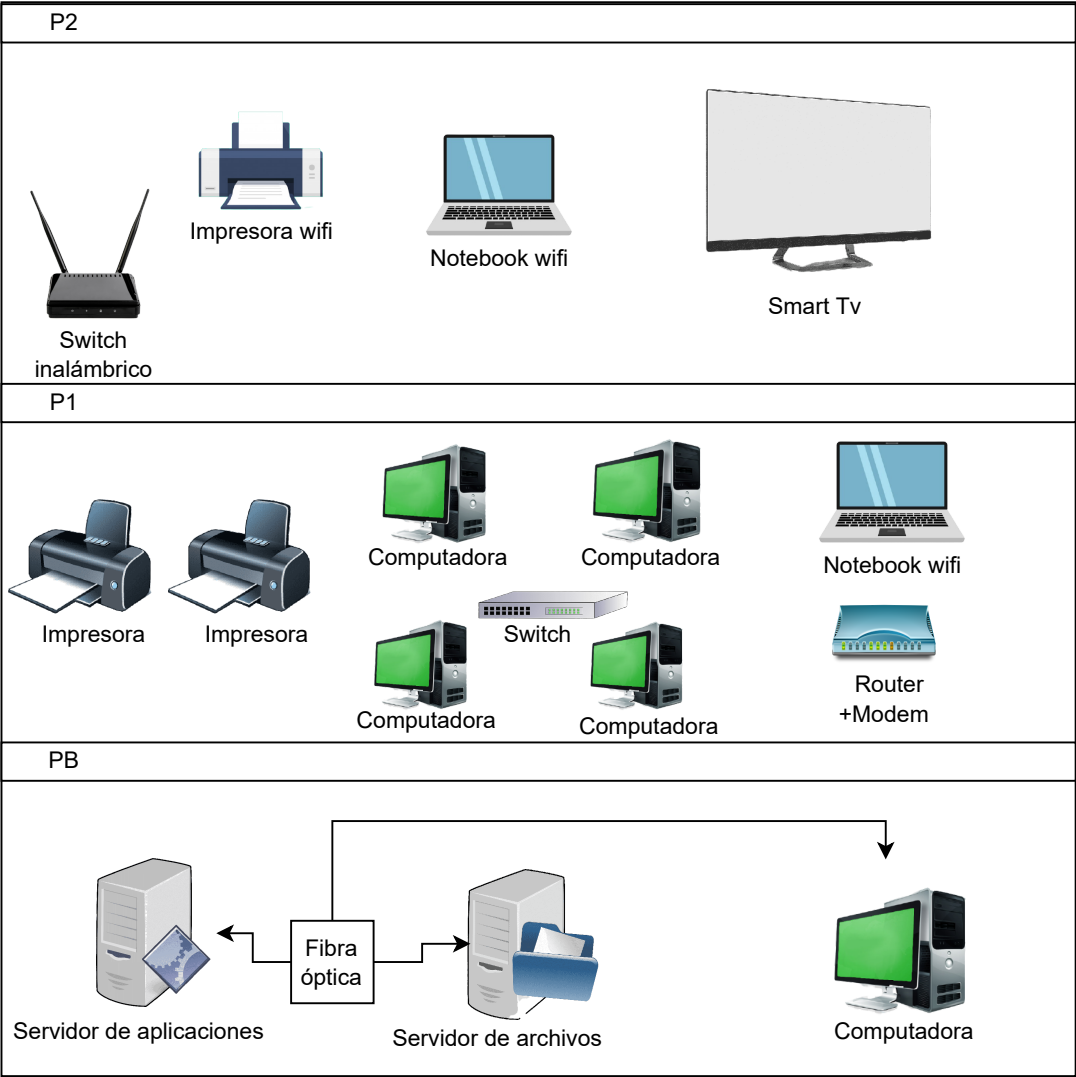 P2
Impresora wifi
Notebook wifi
Smart Tv
Switch
inalámbrico
P1
Computadora
Computadora
Notebook wifi
Impresora
Impresora
Switch
Computadora
Computadora
Router
+Modem
PB
Fibra
óptica
Servidor de aplicaciones
Servidor de archivos
Computadora